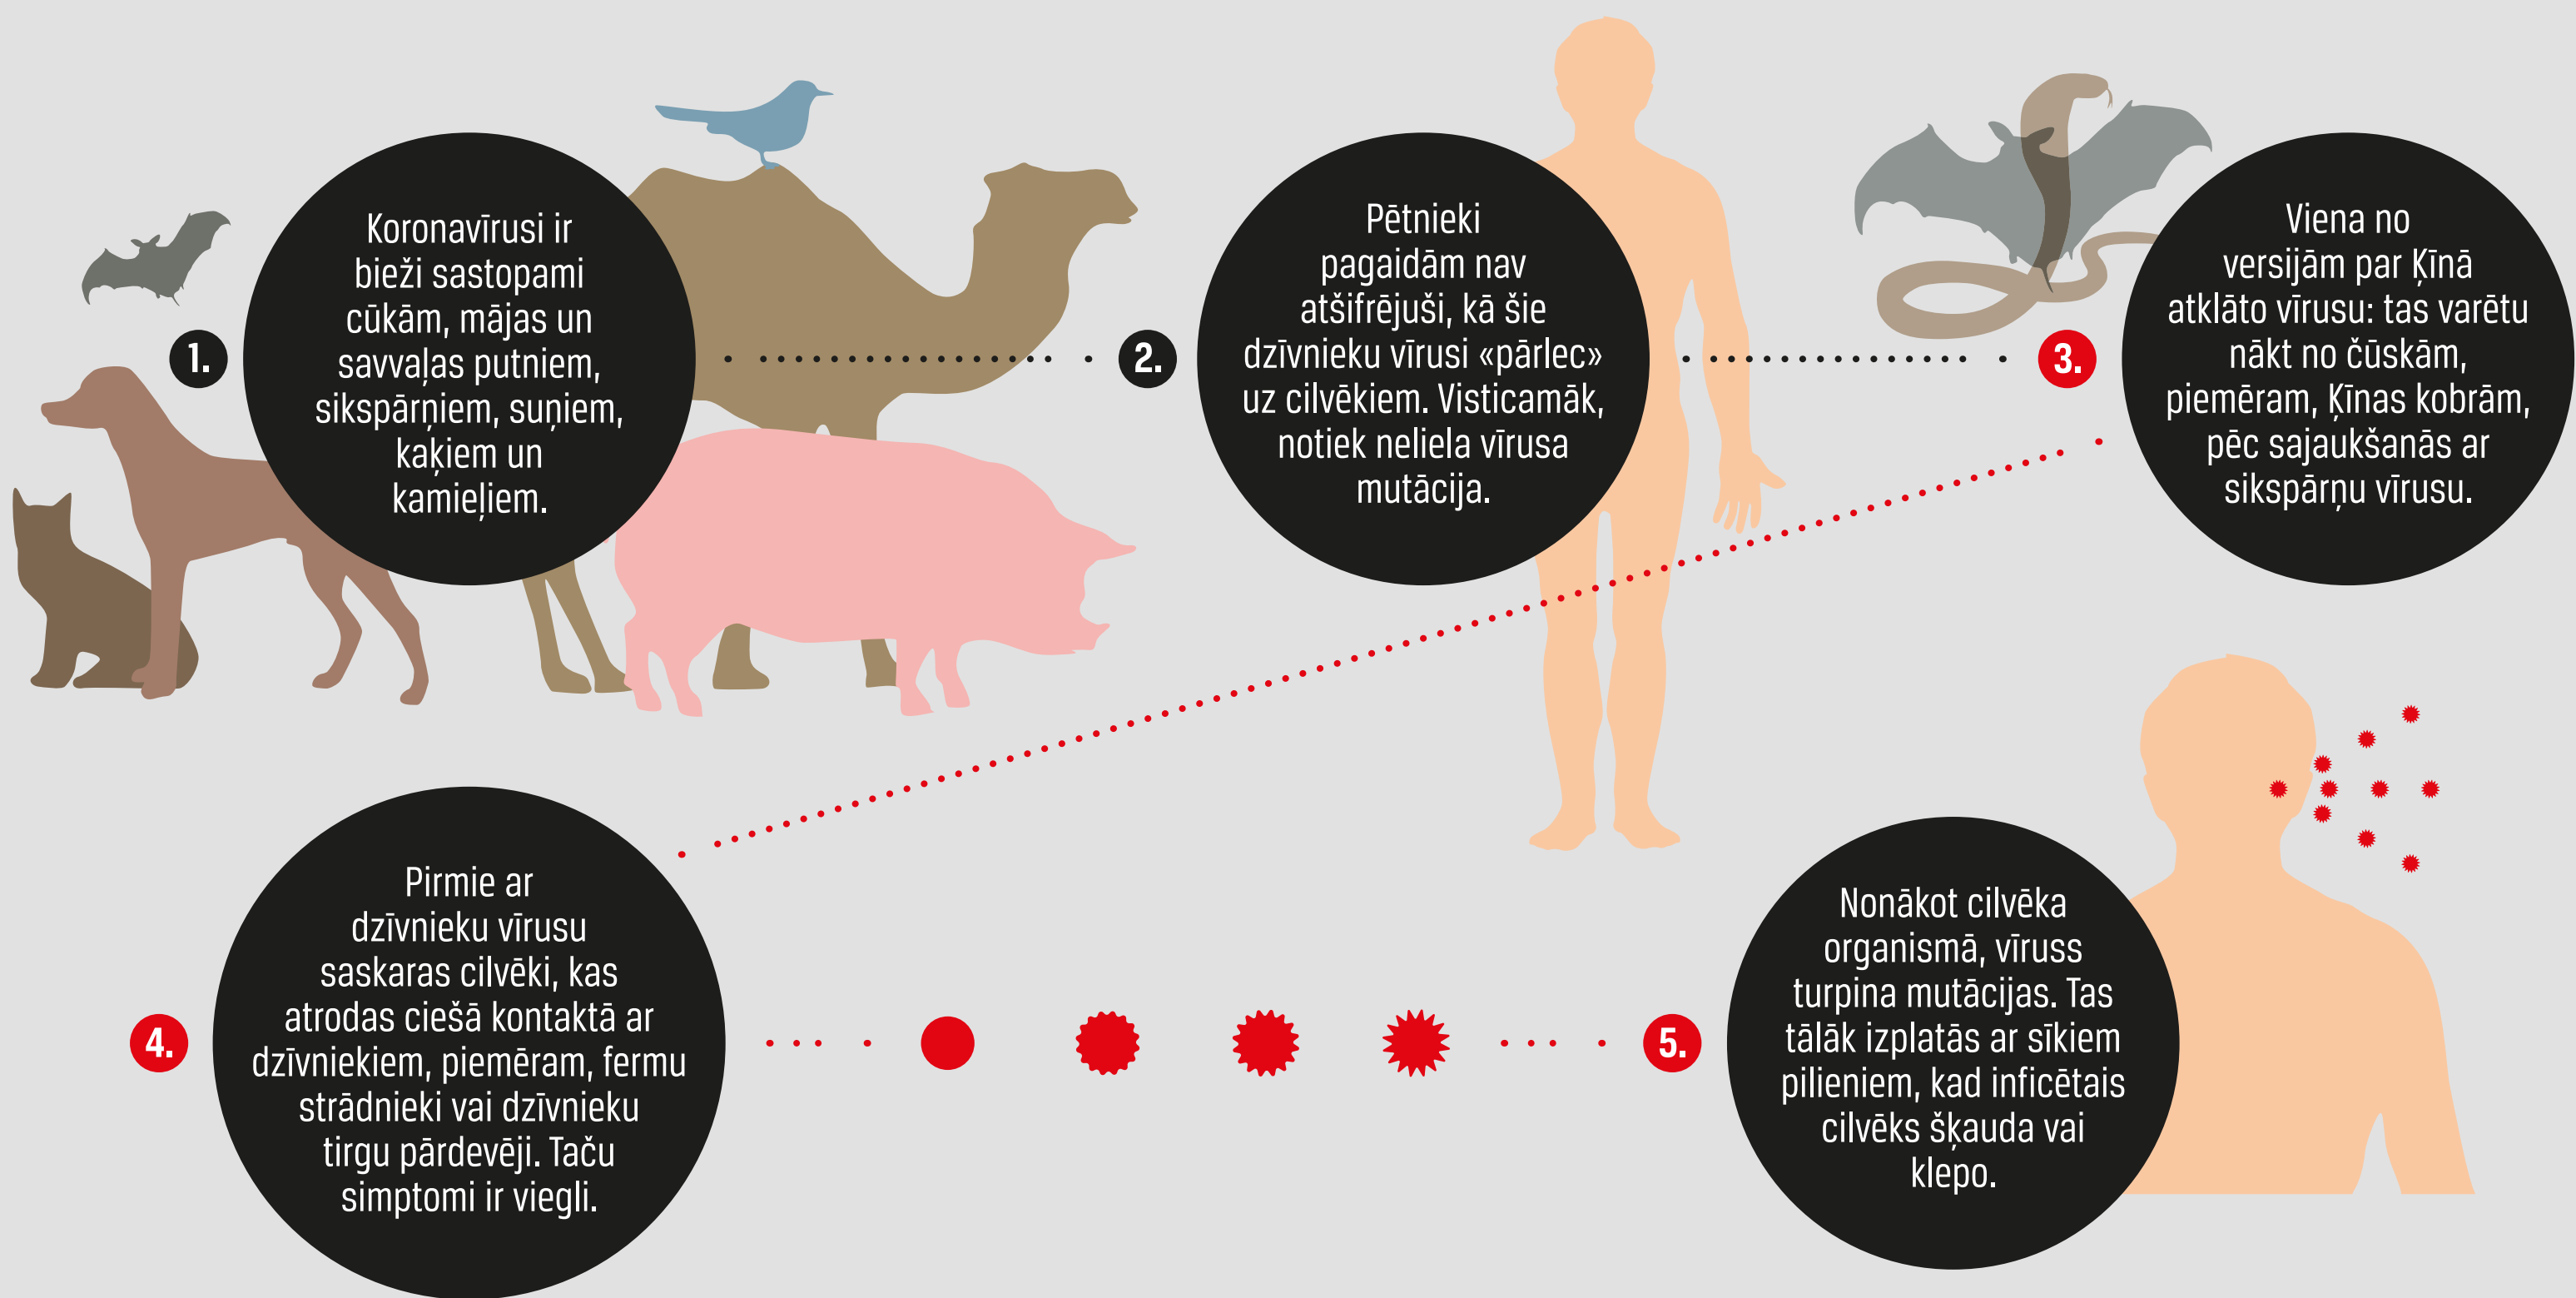 1.
Koronavīrusi ir
bieži sastopami
cūkām, mājas un
savvaļas putniem,
sikspārņiem, suņiem,
kaķiem un
kamieļiem.
2.
Pētnieki
pagaidām nav
atšifrējuši, kā šie
dzīvnieku vīrusi «pārlec»
uz cilvēkiem. Visticamāk,
notiek neliela vīrusa
mutācija.
3.
Viena no
versijām par Ķīnā
atklāto vīrusu: tas varētu
nākt no čūskām,
piemēram, Ķīnas kobrām,
pēc sajaukšanās ar
sikspārņu vīrusu.
4.
Pirmie ar
dzīvnieku vīrusu
saskaras cilvēki, kas
atrodas ciešā kontaktā ar
dzīvniekiem, piemēram, fermu
strādnieki vai dzīvnieku
tirgu pārdevēji. Taču
simptomi ir viegli.
5.
Nonākot cilvēka
organismā, vīruss
turpina mutācijas. Tas
tālāk izplatās ar sīkiem
pilieniem, kad inficētais
cilvēks šķauda vai
klepo.